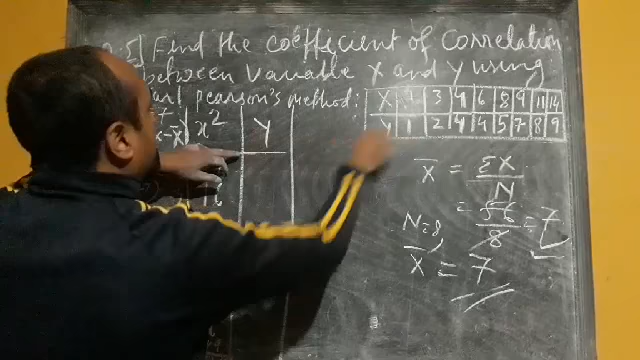 5] Find the coefficient of correlation
between variable X and Y using
pearson's method:
X 3 4 6 8 9 11 14
Y 1 2 4 4 5 7 8 9
x-x̄ x² Y
16
X̄ = ΣX/N
= 56/8 = 7
N=8
X̄ = 7